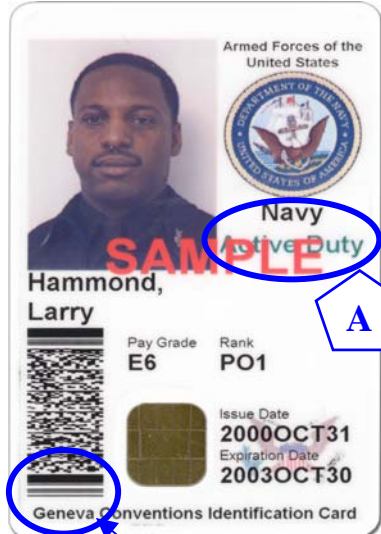 Armed Forces of the
United States
DEPARTMENT OF THE NAVY
UNITED STATES OF AMERICA
Navy
Active Duty
SAMPLE
A
Hammond,
Larry
Pay Grade Rank
E6 PO1
Issue Date
2000OCT31
Expiration Date
2003OCT30
Geneva Conventions Identification Card